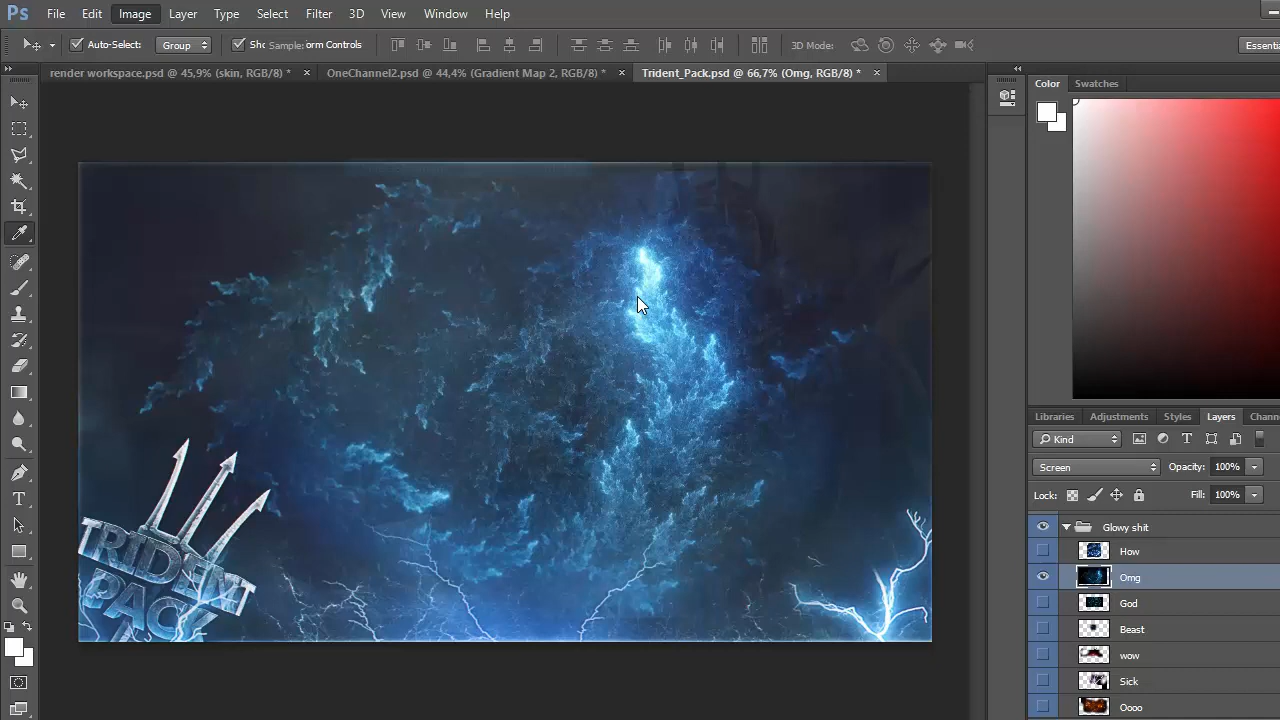 Ps File Edit Image Layer Type Select Filter 3D View Window Help
Auto-Select: Group Sho Sample: orm Controls 3D Mode: Essenti
render workspace.psd @ 45,9% (skin, RGB/8) * × OneChannel2.psd @ 44,4% (Gradient Map 2, RGB/8) * × Trident_Pack.psd @ 66,7% (Omg, RGB/8) * ×
Color Swatches
Libraries Adjustments Styles Layers Chann
Kind
Screen Opacity: 100%
Lock: Fill: 100%
Glowy shit
How
Omg
God
Beast
wow
Sick
Oooo
TRIDENT
PACK